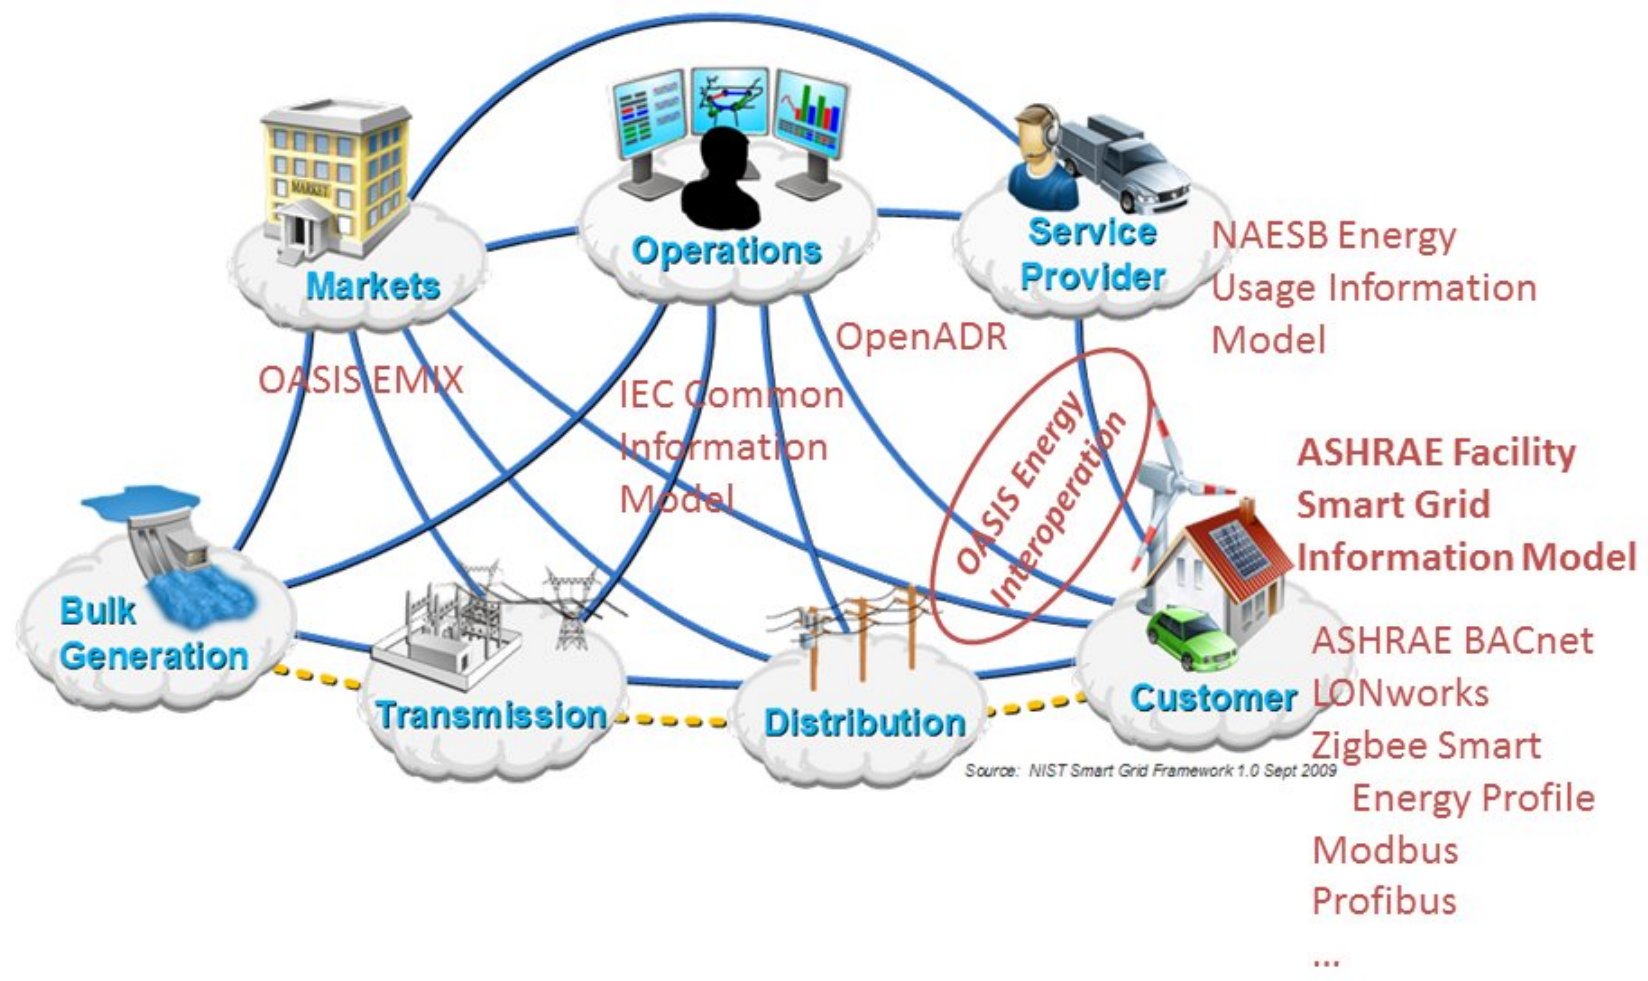 MARKET
Markets
Operations
Service
Provider
NAESB Energy
Usage Information
Model
OpenADR
OASIS EMIX
IEC Common
Information
Model
OASIS Energy
Interoperation
ASHRAE Facility
Smart Grid
Information Model
Bulk
Generation
Transmission
Distribution
Customer
ASHRAE BACnet
LONworks
Zigbee Smart
Energy Profile
Modbus
Profibus
...
Source: NIST Smart Grid Framework 1.0 Sept 2009